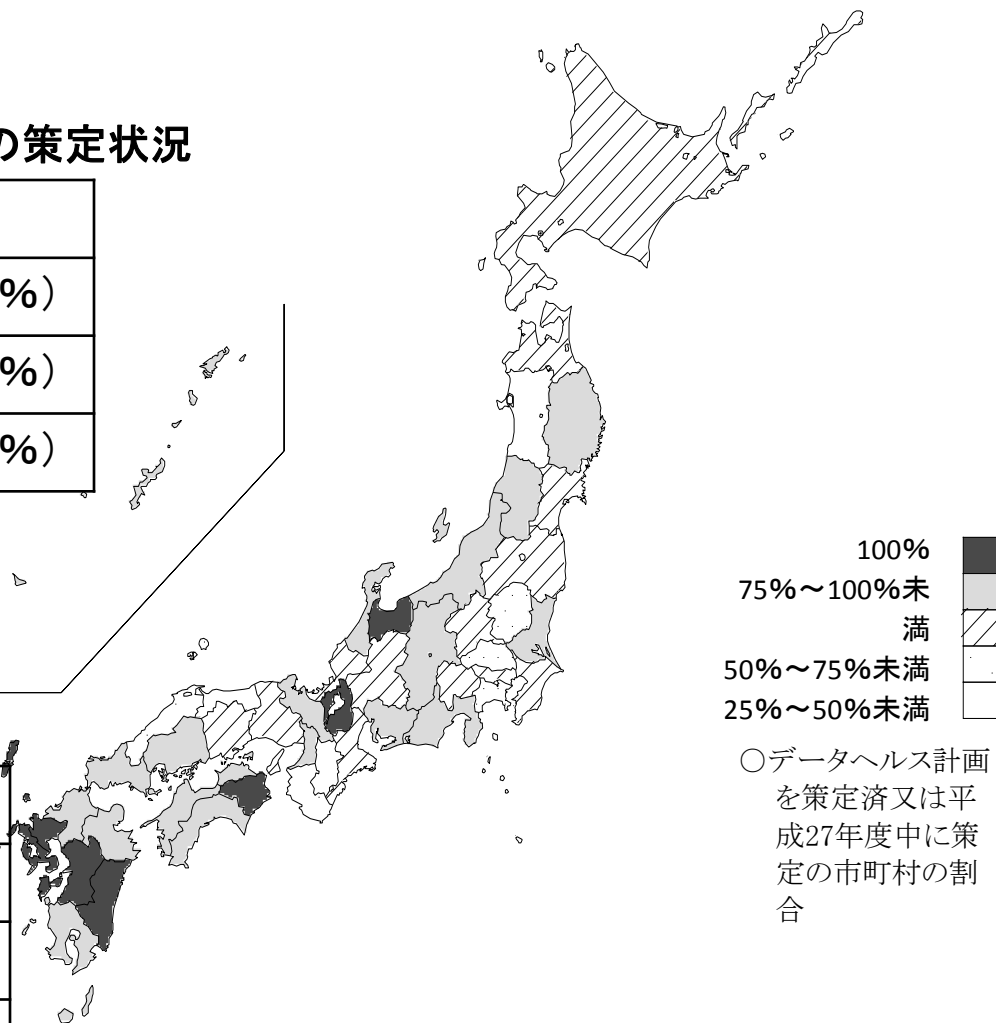 の策定状況
%）
%）
%）
100%
75%～100%未
満
50%～75%未満
25%～50%未満
○データヘルス計画
を策定済又は平
成27年度中に策
定の市町村の割
合